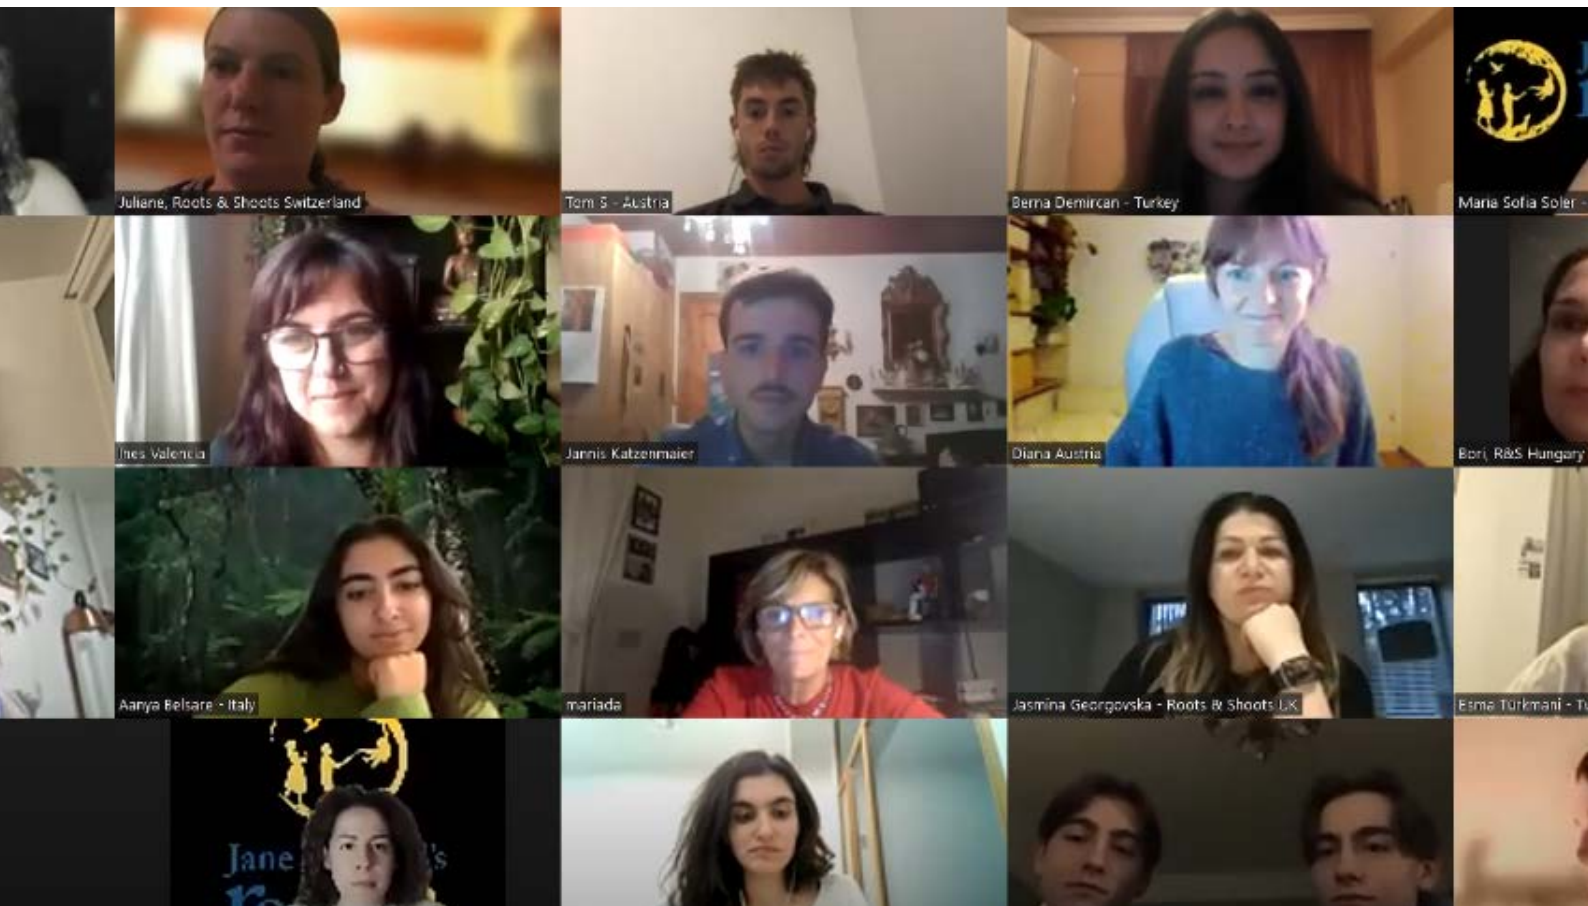 Juliane, Roots & Shoots Switzerland
Tom S - Austria
Berna Demircan - Turkey
Maria Sofia Soler -
Ines Valencia
Jannis Katzenmaier
Diana Austria
Bori, R&S Hungary
Aanya Belsare - Italy
mariada
Jasmina Georgovska - Roots & Shoots UK
Esma Türkmani - Tu
Jane 's